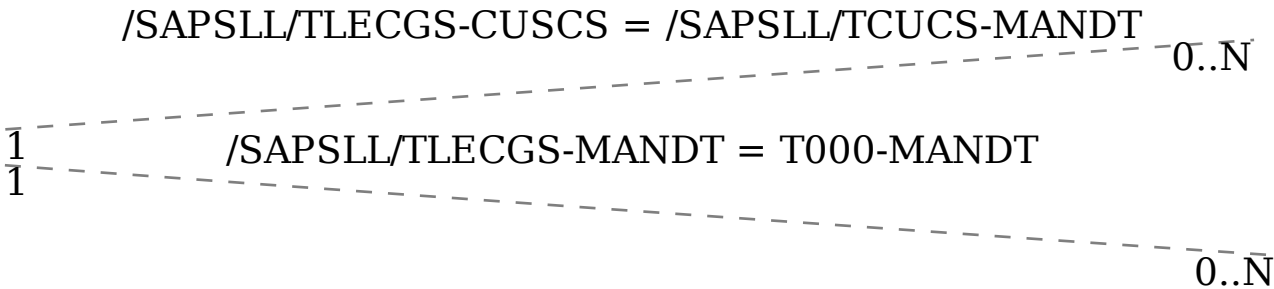 /SAPSLL/TLECGS-CUSCS = /SAPSLL/TCUCS-MANDT
0..N
1
/SAPSLL/TLECGS-MANDT = T000-MANDT
1
0..N